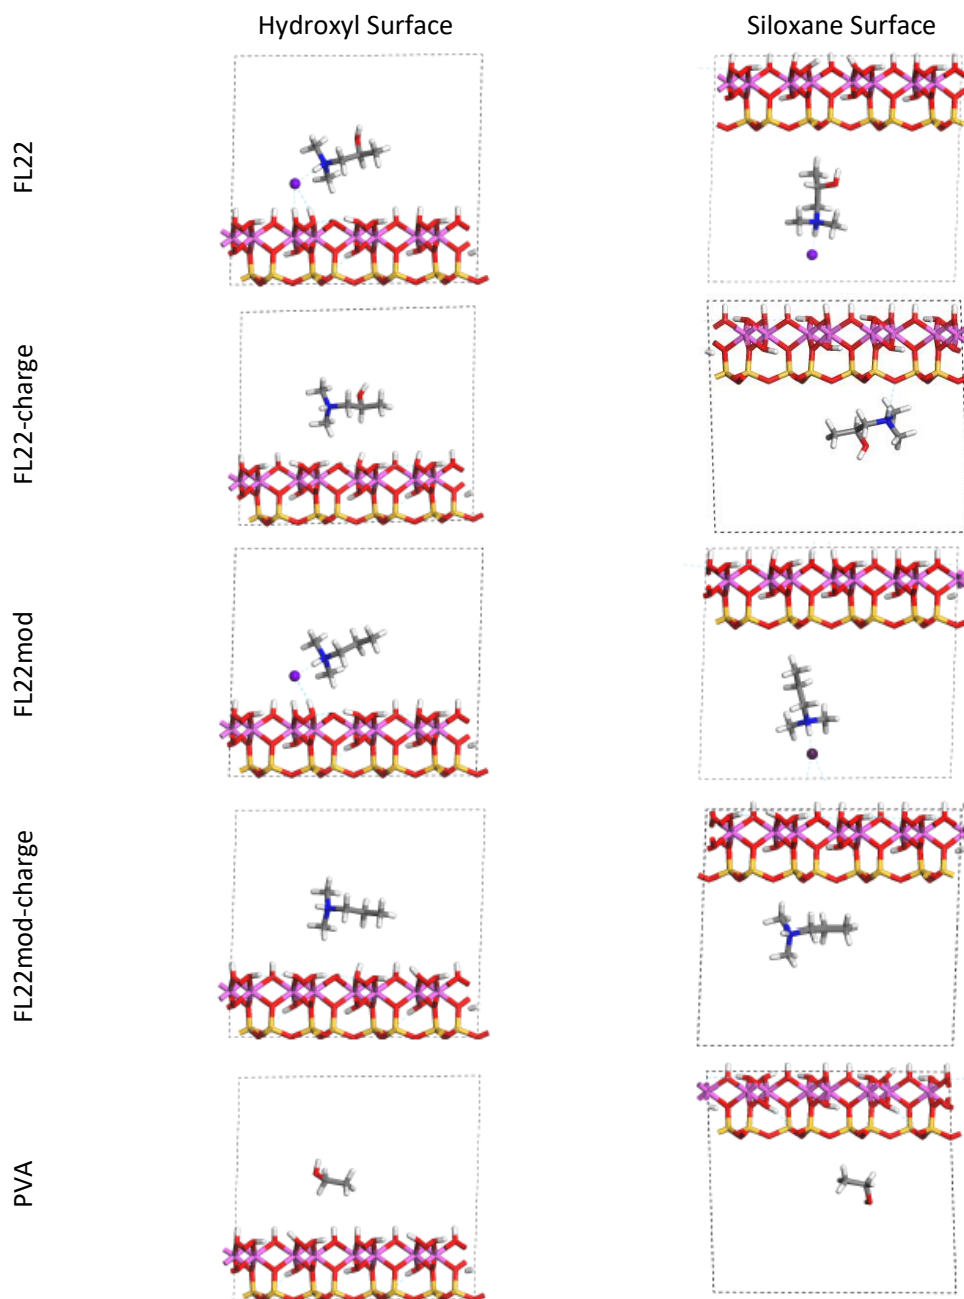 Hydroxyl Surface
Siloxane Surface
FL22
FL22-charge
FL22mod
FL22mod-charge
PVA